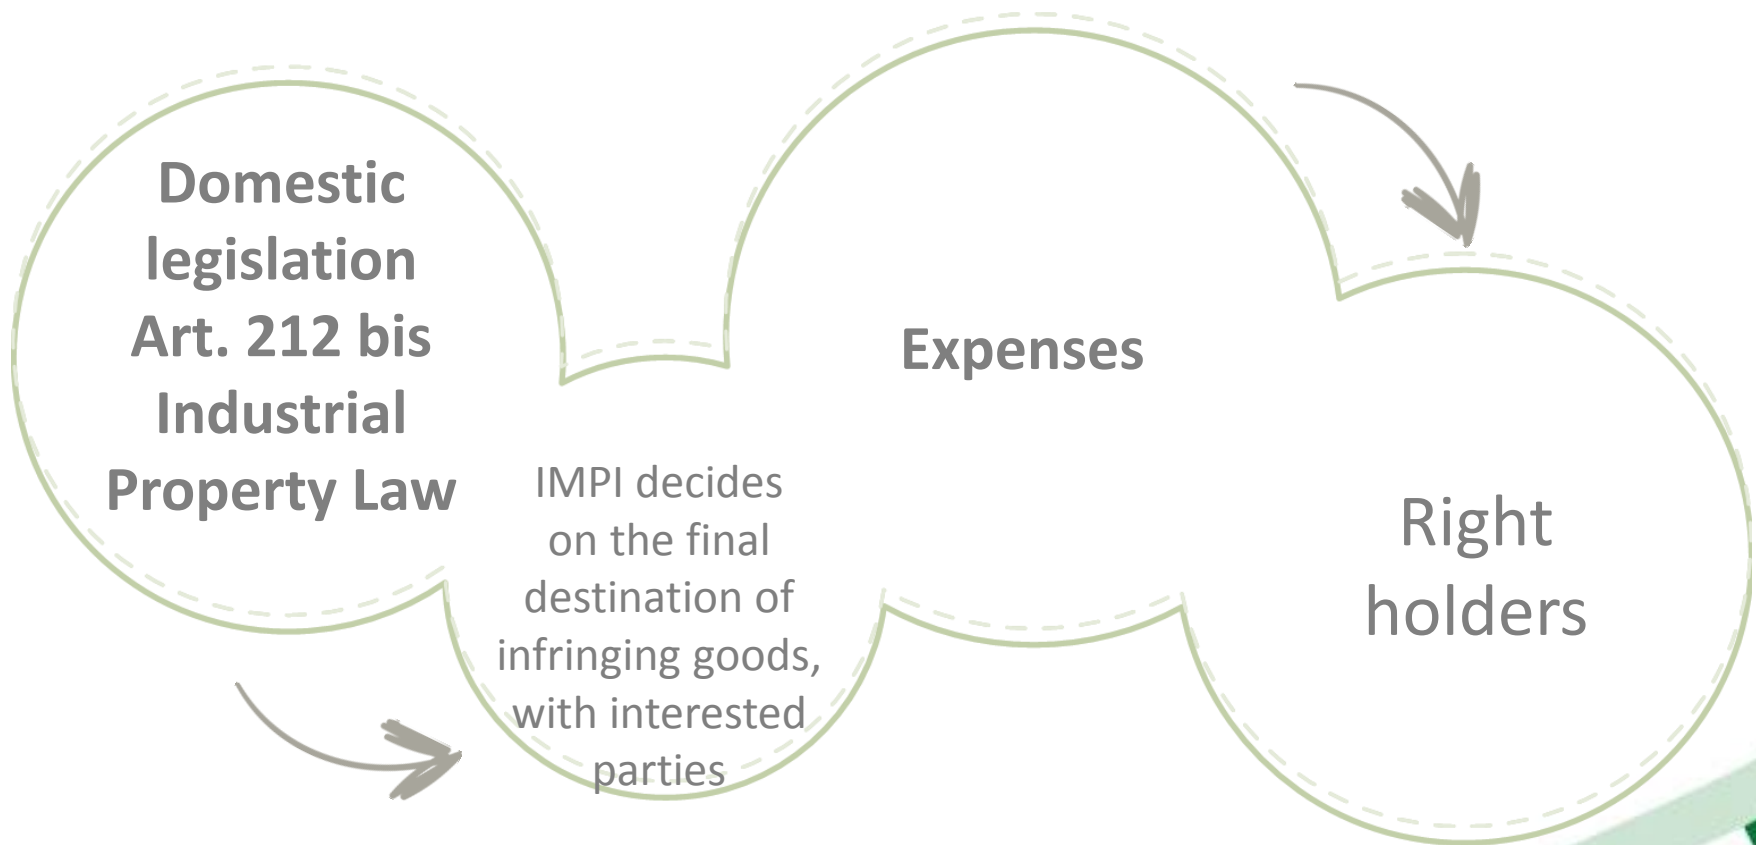 Domestic
legislation
Art. 212 bis
Industrial
Property Law
IMPI decides
on the final
destination of
infringing goods,
with interested
parties
Expenses
Right
holders